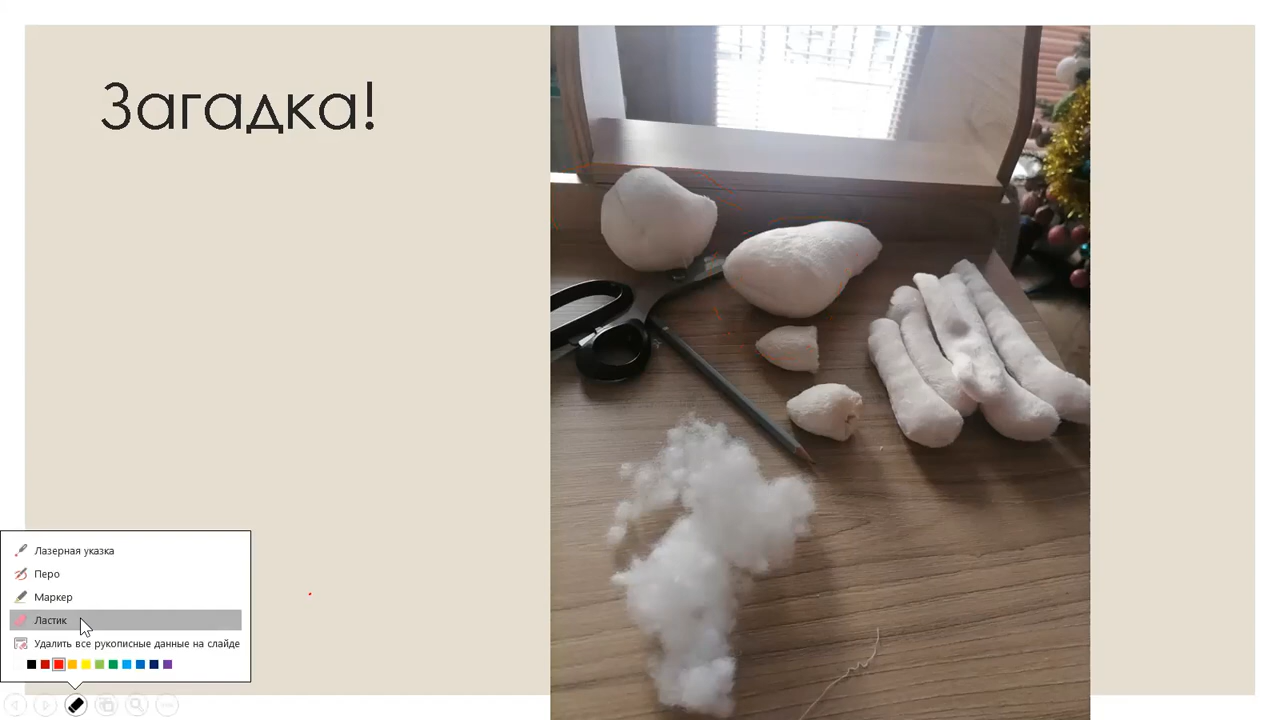 Загадка!
Лазерная указка
Перо
Маркер
Ластик
Удалить все рукописные данные на слайде